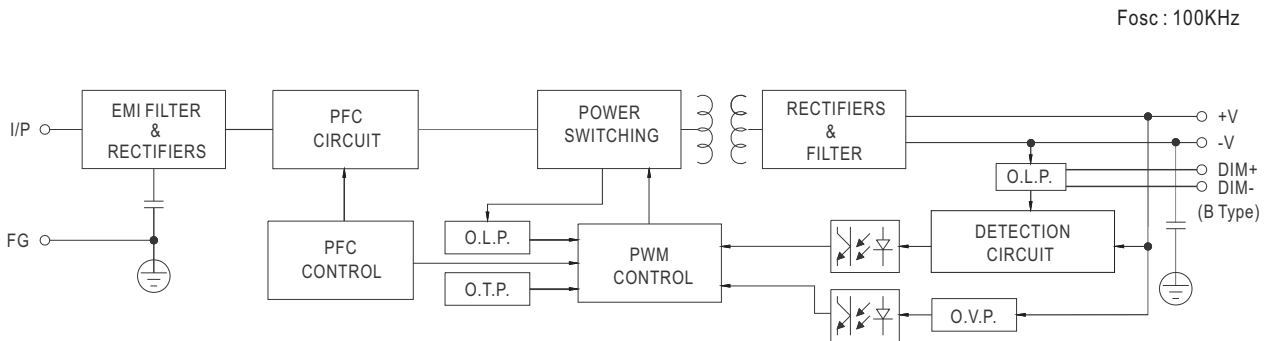 Fosc : 100KHz
I/P
EMI FILTER
&
RECTIFIERS
PFC
CIRCUIT
POWER
SWITCHING
RECTIFIERS
&
FILTER
+V
-V
DIM+
DIM-
(B Type)
O.L.P.
FG
PFC
CONTROL
O.L.P.
O.T.P.
PWM
CONTROL
DETECTION
CIRCUIT
O.V.P.